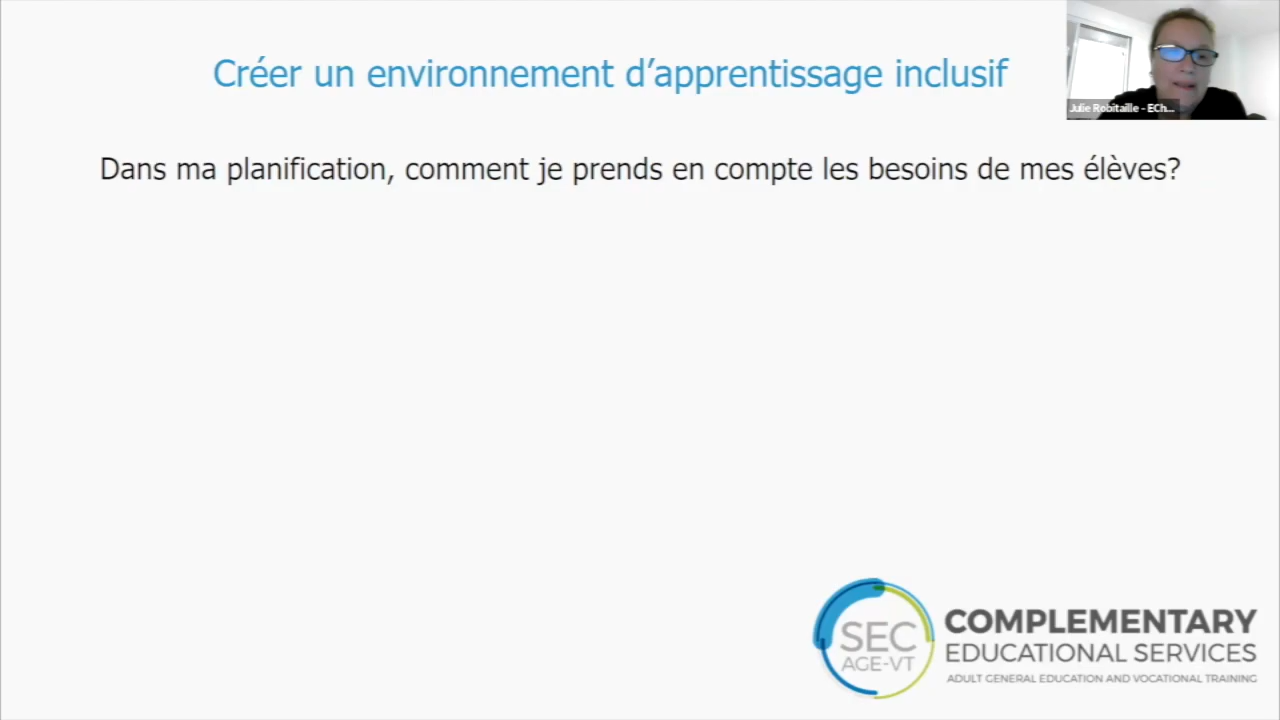 Créer un environnement d’apprentissage inclusif
Julie Robitaille - ECh...
Dans ma planification, comment je prends en compte les besoins de mes élèves?
SEC
AGE-VT
COMPLEMENTARY
EDUCATIONAL SERVICES
ADULT GENERAL EDUCATION AND VOCATIONAL TRAINING